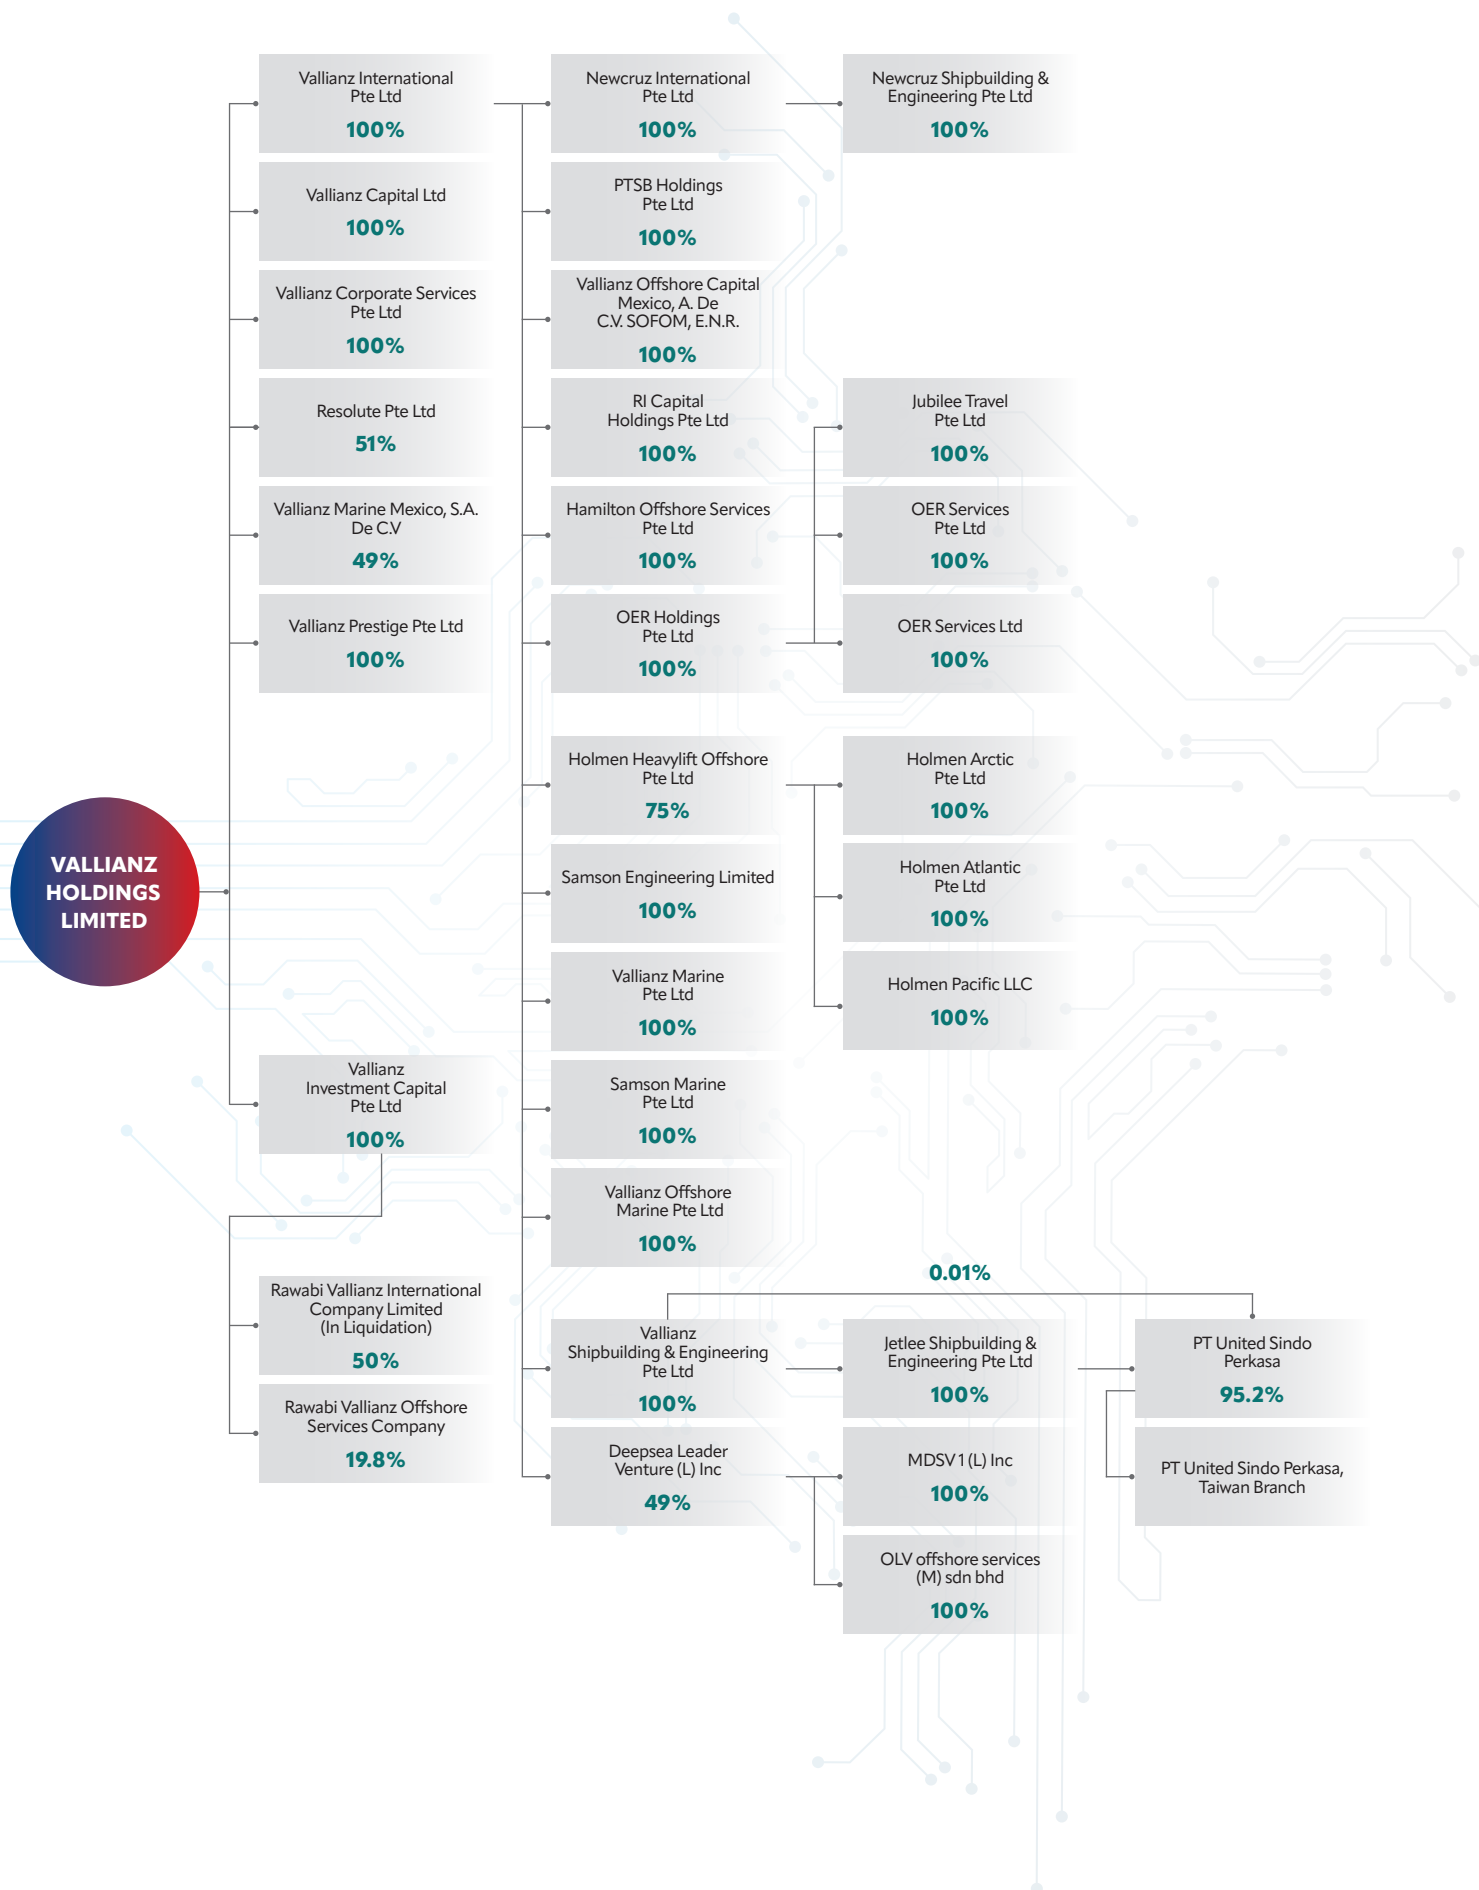 VALLIANZ
HOLDINGS
LIMITED
Vallianz International
Pte Ltd
100%
Vallianz Capital Ltd
100%
Vallianz Corporate Services
Pte Ltd
100%
Resolute Pte Ltd
51%
Vallianz Marine Mexico, S.A.
De C.V
49%
Vallianz Prestige Pte Ltd
100%
Vallianz
Investment Capital
Pte Ltd
100%
Rawabi Vallianz International
Company Limited
(In Liquidation)
50%
Rawabi Vallianz Offshore
Services Company
19.8%
Newcruz International
Pte Ltd
100%
PTSB Holdings
Pte Ltd
100%
Vallianz Offshore Capital
Mexico, A. De
C.V. SOFOM, E.N.R.
100%
RI Capital
Holdings Pte Ltd
100%
Hamilton Offshore Services
Pte Ltd
100%
OER Holdings
Pte Ltd
100%
Holmen Heavylift Offshore
Pte Ltd
75%
Samson Engineering Limited
100%
Vallianz Marine
Pte Ltd
100%
Samson Marine
Pte Ltd
100%
Vallianz Offshore
Marine Pte Ltd
100%
Vallianz
Shipbuilding & Engineering
Pte Ltd
100%
Deepsea Leader
Venture (L) Inc
49%
Newcruz Shipbuilding &
Engineering Pte Ltd
100%
Jubilee Travel
Pte Ltd
100%
OER Services
Pte Ltd
100%
OER Services Ltd
100%
Holmen Arctic
Pte Ltd
100%
Holmen Atlantic
Pte Ltd
100%
Holmen Pacific LLC
100%
0.01%
Jetlee Shipbuilding &
Engineering Pte Ltd
100%
MDSV 1 (L) Inc
100%
OLV offshore services
(M) sdn bhd
100%
PT United Sindo
Perkasa
95.2%
PT United Sindo Perkasa,
Taiwan Branch